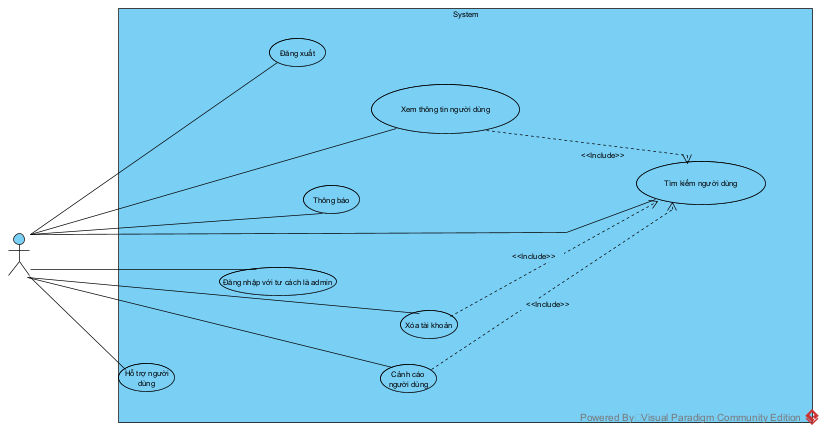 System
Đăng xuất
Xem thông tin người dùng
<<Include>>
Tìm kiếm người dùng
Thông báo
<<Include>>
Đăng nhập với tư cách là admin
<<Include>>
Xóa tài khoản
Hỗ trợ người
dùng
Cảnh cáo
người dùng
Powered By: Visual Paradigm Community Edition